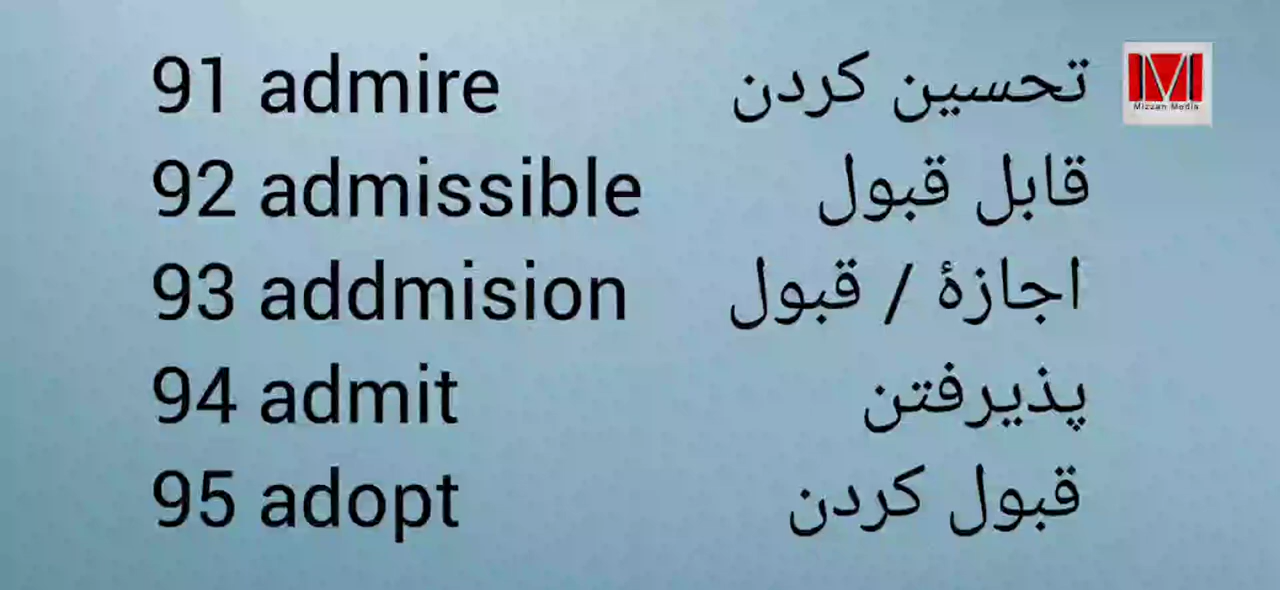 91 admire تحسین کردن
92 admissible قابل قبول
93 addmision اجازۀ / قبول
94 admit پذیرفتن
95 adopt قبول کردن
M
Mizzan Media